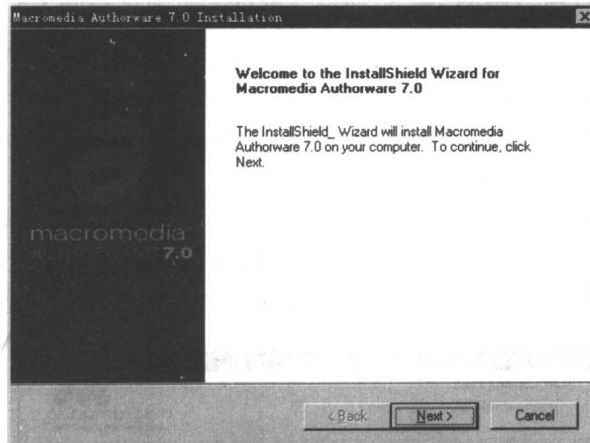 Macromedia Authorware 7.0 Installation
Welcome to the InstallShield Wizard for
Macromedia Authorware 7.0
The InstallShield_ Wizard will install Macromedia
Authorware 7.0 on your computer. To continue, click
Next.
macromedia
AUTHORWARE 7.0
< Back
Next >
Cancel